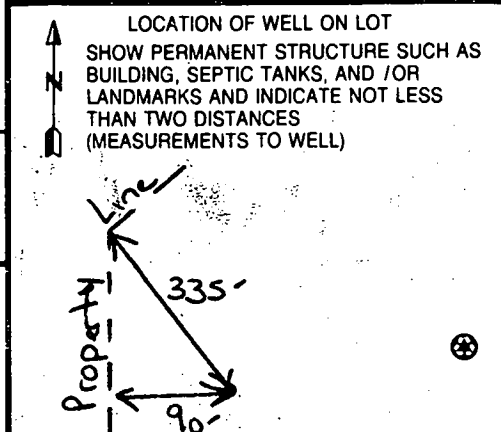 LOCATION OF WELL ON LOT
SHOW PERMANENT STRUCTURE SUCH AS
N BUILDING, SEPTIC TANKS, AND /OR
LANDMARKS AND INDICATE NOT LESS
THAN TWO DISTANCES
(MEASUREMENTS TO WELL)
Line
335'
Property
90'